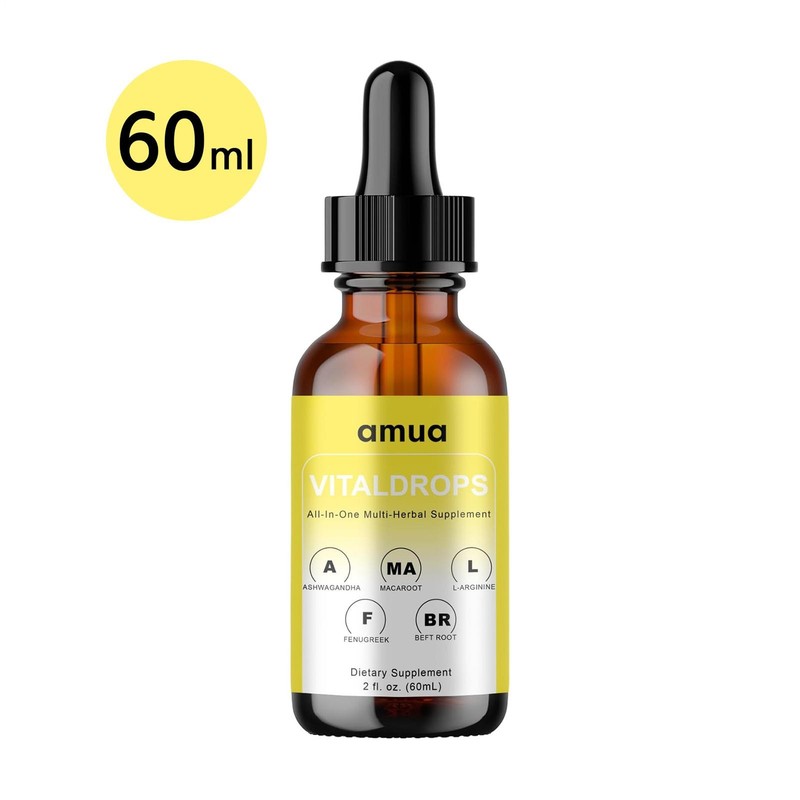 60ml
amua
VITALDROPS
All-In-One Multi-Herbal Supplement
A
MA
L
ASHWAGANDHA
MACAROOT
L-ARGININE
F
BR
FENUGREEK
BEFT ROOT
Dietary Supplement
2 fl. oz. (60mL)